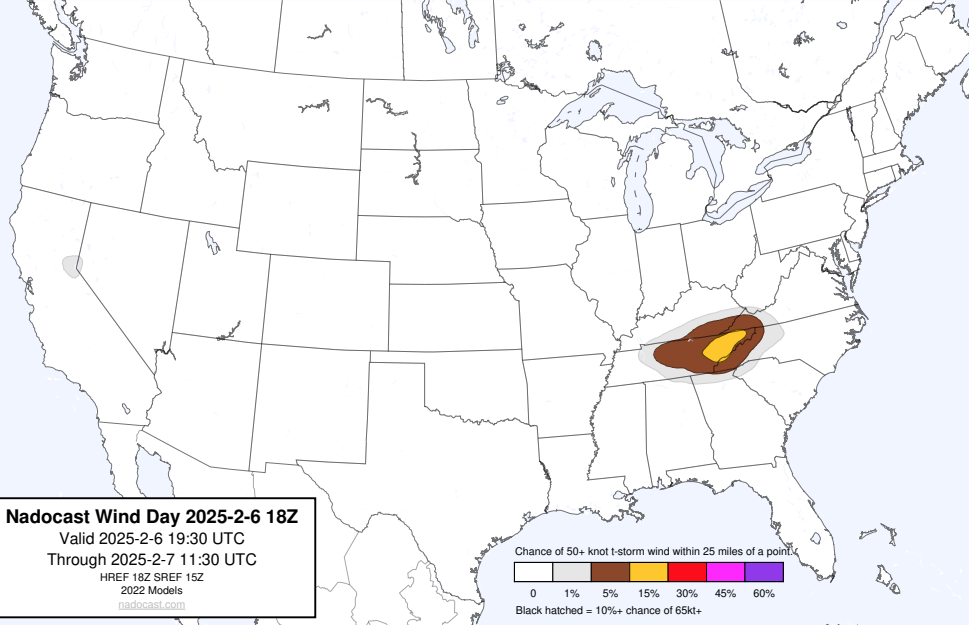 Nadocast Wind Day 2025-2-6 18Z
Valid 2025-2-6 19:30 UTC
Through 2025-2-7 11:30 UTC
HREF 18Z SREF 15Z
2022 Models
nadocast.com
Chance of 50+ knot t-storm wind within 25 miles of a point.
0 1% 5% 15% 30% 45% 60%
Black hatched = 10%+ chance of 65kt+